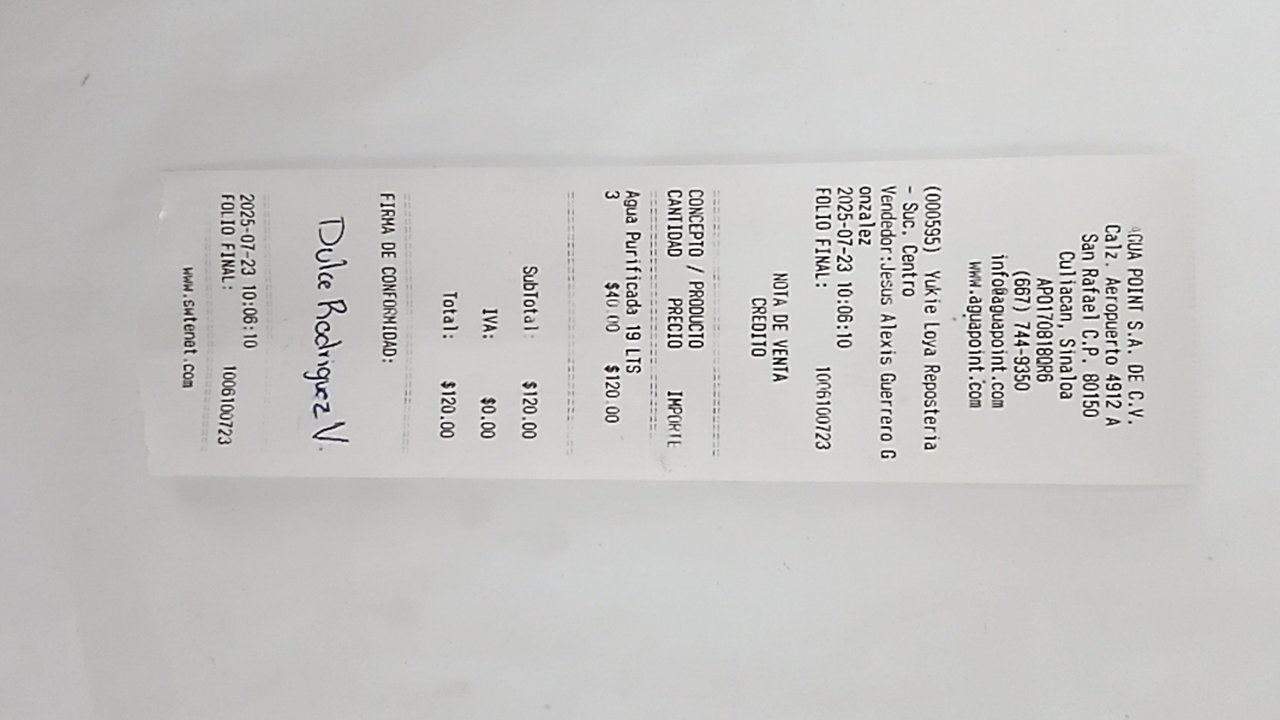 AGUA POINT S.A. DE C.V.
Calz. Aeropuerto 4912 A
San Rafael C.P. 80150
Culiacan, Sinaloa
APO170818QR6
(667) 744-9350
info@aguapoint.com
www.aguapoint.com
(000595) Yukie Loya Reposteria
- Suc. Centro
Vendedor:Jesus Alexis Guerrero G
onzalez
2025-07-23 10:06:10
FOLIO FINAL: 1006100723
NOTA DE VENTA
CREDITO
CONCEPTO / PRODUCTO
CANTIDAD PRECIO IMPORTE
Agua Purificada 19 LTS
3 $40.00 $120.00
SubTotal: $120.00
IVA: $0.00
Total: $120.00
FIRMA DE CONFORMIDAD:
Dulce Rodriguez V.
2025-07-23 10:06:10
FOLIO FINAL: 1006100723
www.swtenet.com